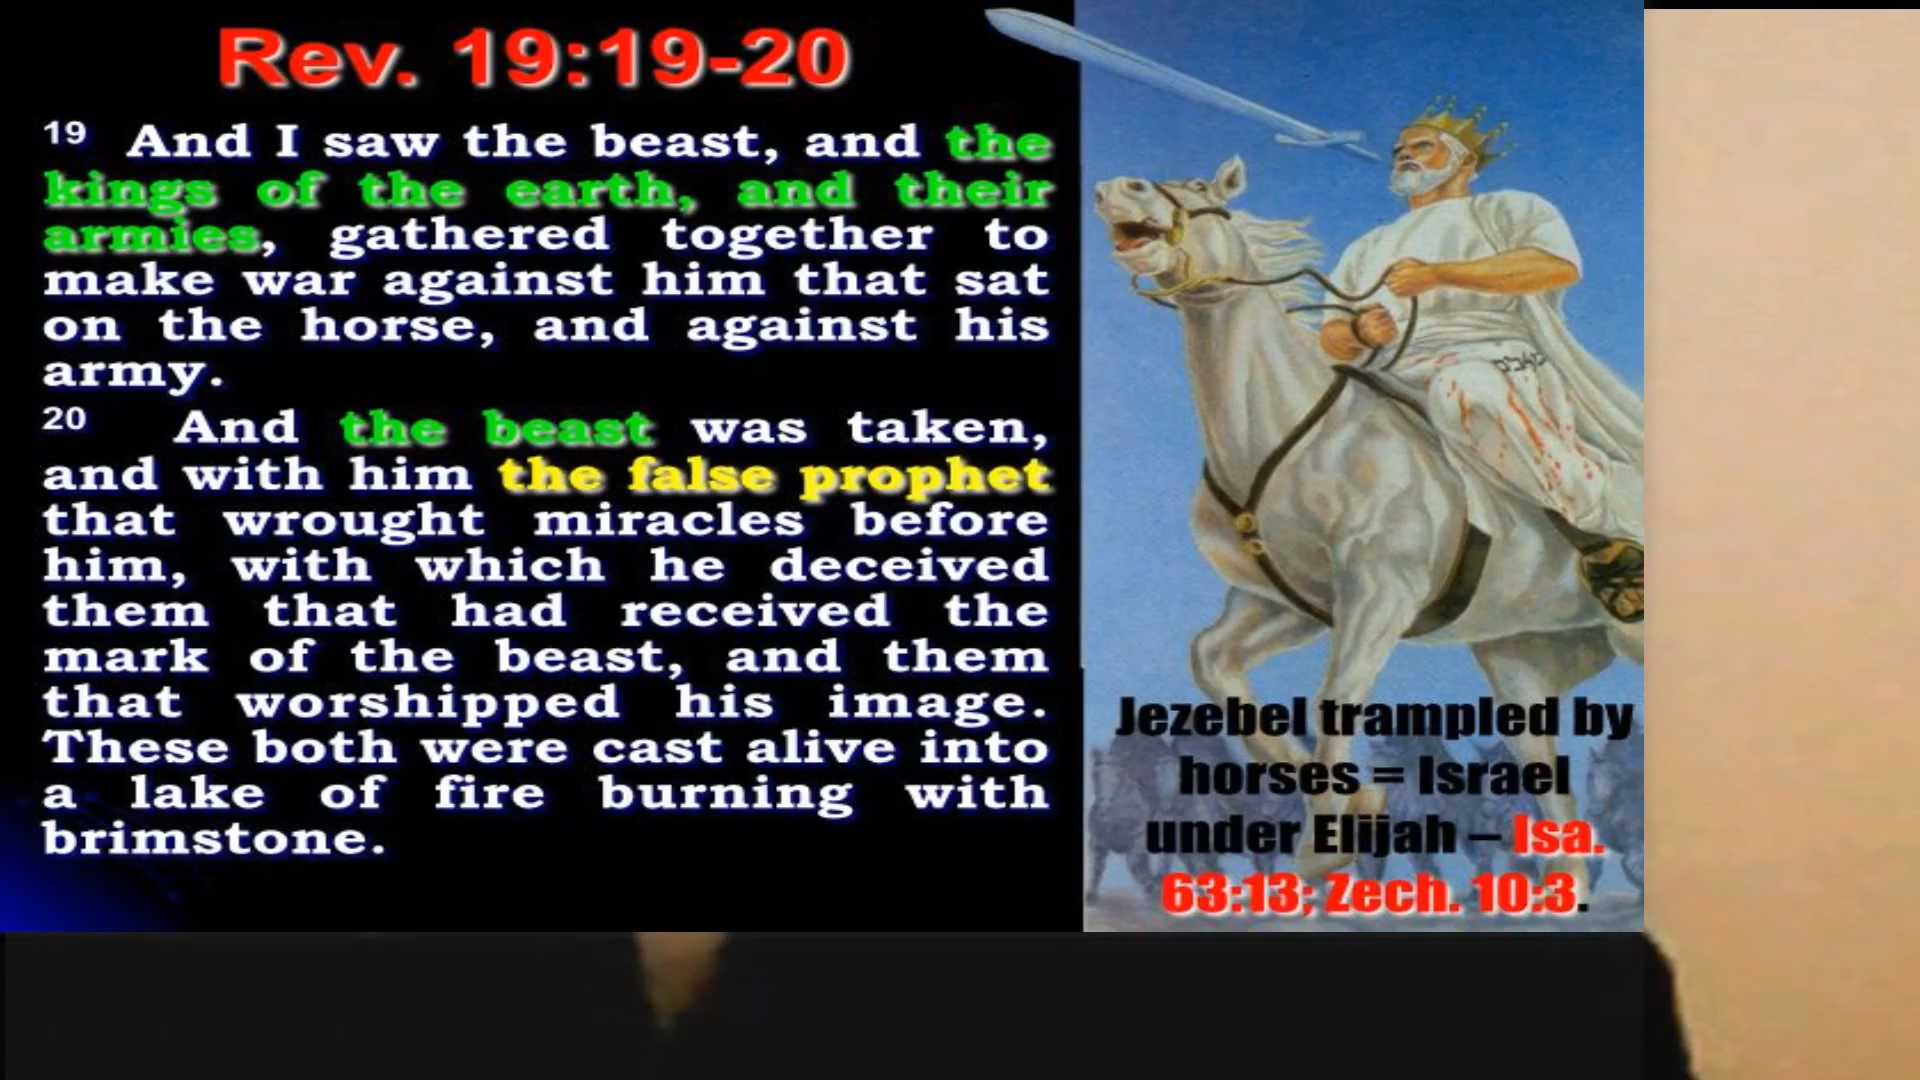 Rev. 19:19-20
19 And I saw the beast, and the
kings of the earth, and their
armies, gathered together to
make war against him that sat
on the horse, and against his
army.
20 And the beast was taken,
and with him the false prophet
that wrought miracles before
him, with which he deceived
them that had received the
mark of the beast, and them
that worshipped his image.
These both were cast alive into
a lake of fire burning with
brimstone.
Jezebel trampled by
horses = Israel
under Elijah – Isa.
63:13; Zech. 10:3.